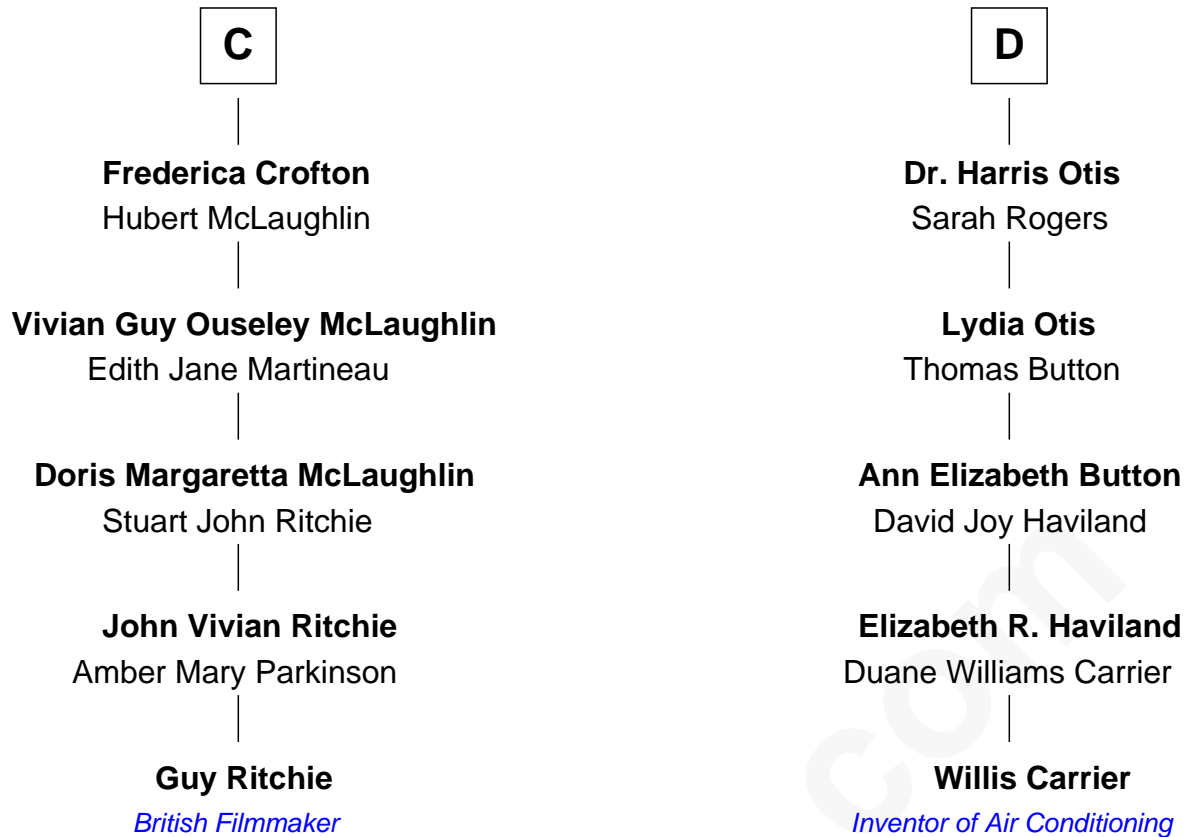 C
Frederica Crofton
Hubert McLaughlin
Vivian Guy Ouseley McLaughlin
Edith Jane Martineau
Doris Margaretta McLaughlin
Stuart John Ritchie
John Vivian Ritchie
Amber Mary Parkinson
Guy Ritchie
British Filmmaker
D
Dr. Harris Otis
Sarah Rogers
Lydia Otis
Thomas Button
Ann Elizabeth Button
David Joy Haviland
Elizabeth R. Haviland
Duane Williams Carrier
Willis Carrier
Inventor of Air Conditioning
com